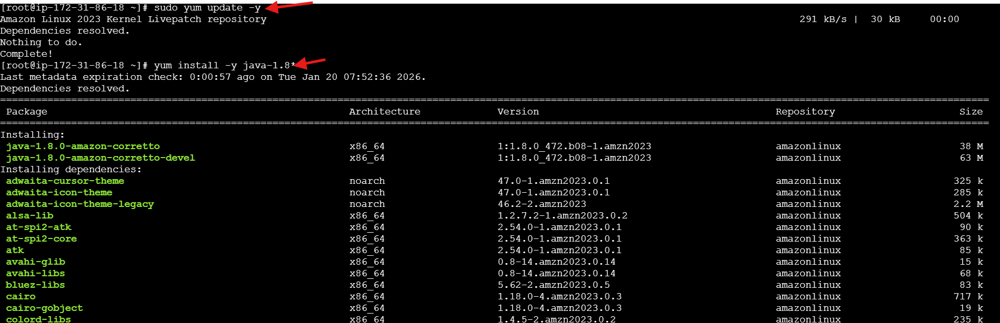 [root@ip-172-31-86-18 ~]# sudo yum update -y
Amazon Linux 2023 Kernel Livepatch repository 291 kB/s | 30 kB 00:00
Dependencies resolved.
Nothing to do.
Complete!
[root@ip-172-31-86-18 ~]# yum install -y java-1.8*
Last metadata expiration check: 0:00:57 ago on Tue Jan 20 07:52:36 2026.
Dependencies resolved.
Package Architecture Version Repository Size
Installing:
java-1.8.0-amazon-corretto x86_64 1:1.8.0_472.b08-1.amzn2023 amazonlinux 38 M
java-1.8.0-amazon-corretto-devel x86_64 1:1.8.0_472.b08-1.amzn2023 amazonlinux 63 M
Installing dependencies:
adwaita-cursor-theme noarch 47.0-1.amzn2023.0.1 amazonlinux 325 k
adwaita-icon-theme noarch 47.0-1.amzn2023.0.1 amazonlinux 285 k
adwaita-icon-theme-legacy noarch 46.2-2.amzn2023 amazonlinux 2.2 M
alsa-lib x86_64 1.2.7.2-1.amzn2023.0.2 amazonlinux 504 k
at-spi2-atk x86_64 2.54.0-1.amzn2023.0.1 amazonlinux 90 k
at-spi2-core x86_64 2.54.0-1.amzn2023.0.1 amazonlinux 363 k
atk x86_64 2.54.0-1.amzn2023.0.1 amazonlinux 85 k
avahi-glib x86_64 0.8-14.amzn2023.0.14 amazonlinux 15 k
avahi-libs x86_64 0.8-14.amzn2023.0.14 amazonlinux 68 k
bluez-libs x86_64 5.62-2.amzn2023.0.5 amazonlinux 83 k
cairo x86_64 1.18.0-4.amzn2023.0.3 amazonlinux 717 k
cairo-gobject x86_64 1.18.0-4.amzn2023.0.3 amazonlinux 19 k
colord-libs x86_64 1.4.5-2.amzn2023.0.2 amazonlinux 235 k